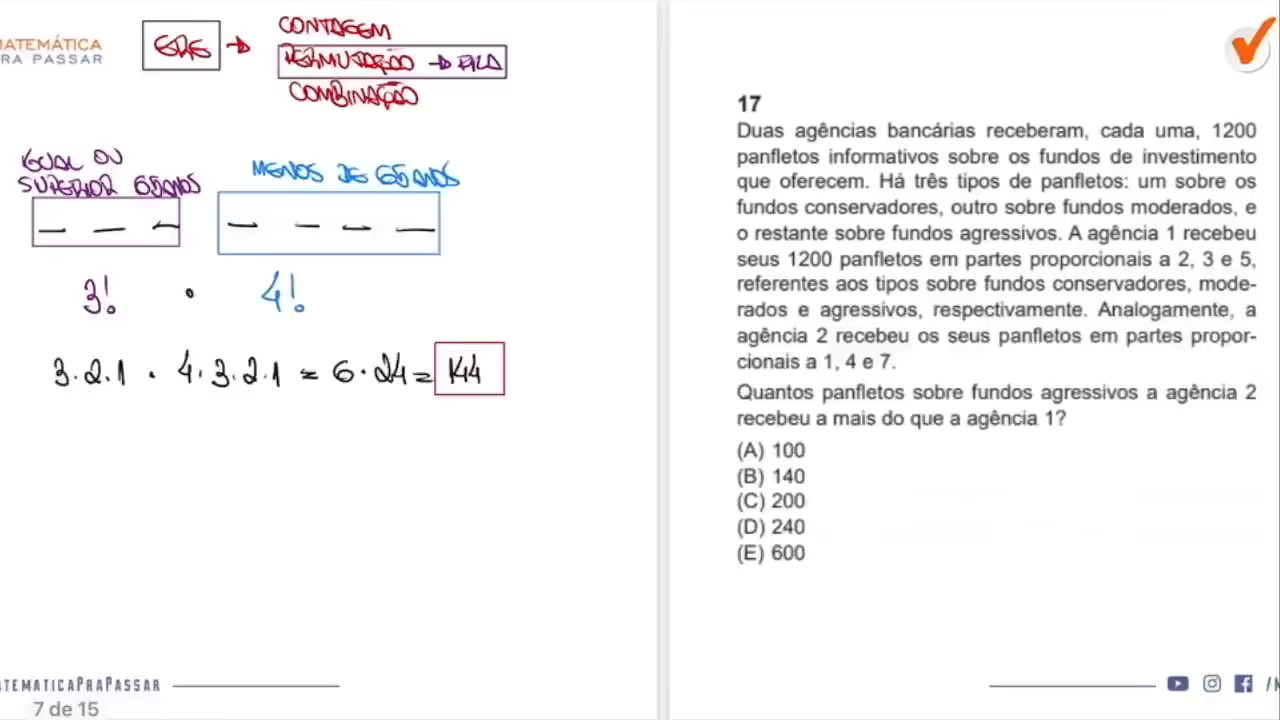 MATEMÁTICA
RA PASSAR
CONTAGEM
PERMUTAÇÃO → FILA
COMBINAÇÃO
IGUAL OU
SUPERIOR 65 ANOS
MENOS DE 65 ANOS
3! · 4!
3.2.1 . 4.3.2.1 = 6.24 = 144
TEMATICAPRAPASSAR
7 de 15
17
Duas agências bancárias receberam, cada uma, 1200
panfletos informativos sobre os fundos de investimento
que oferecem. Há três tipos de panfletos: um sobre os
fundos conservadores, outro sobre fundos moderados, e
o restante sobre fundos agressivos. A agência 1 recebeu
seus 1200 panfletos em partes proporcionais a 2, 3 e 5,
referentes aos tipos sobre fundos conservadores, mode-
rados e agressivos, respectivamente. Analogamente, a
agência 2 recebeu os seus panfletos em partes propor-
cionais a 1, 4 e 7.
Quantos panfletos sobre fundos agressivos a agência 2
recebeu a mais do que a agência 1?
(A) 100
(B) 140
(C) 200
(D) 240
(E) 600